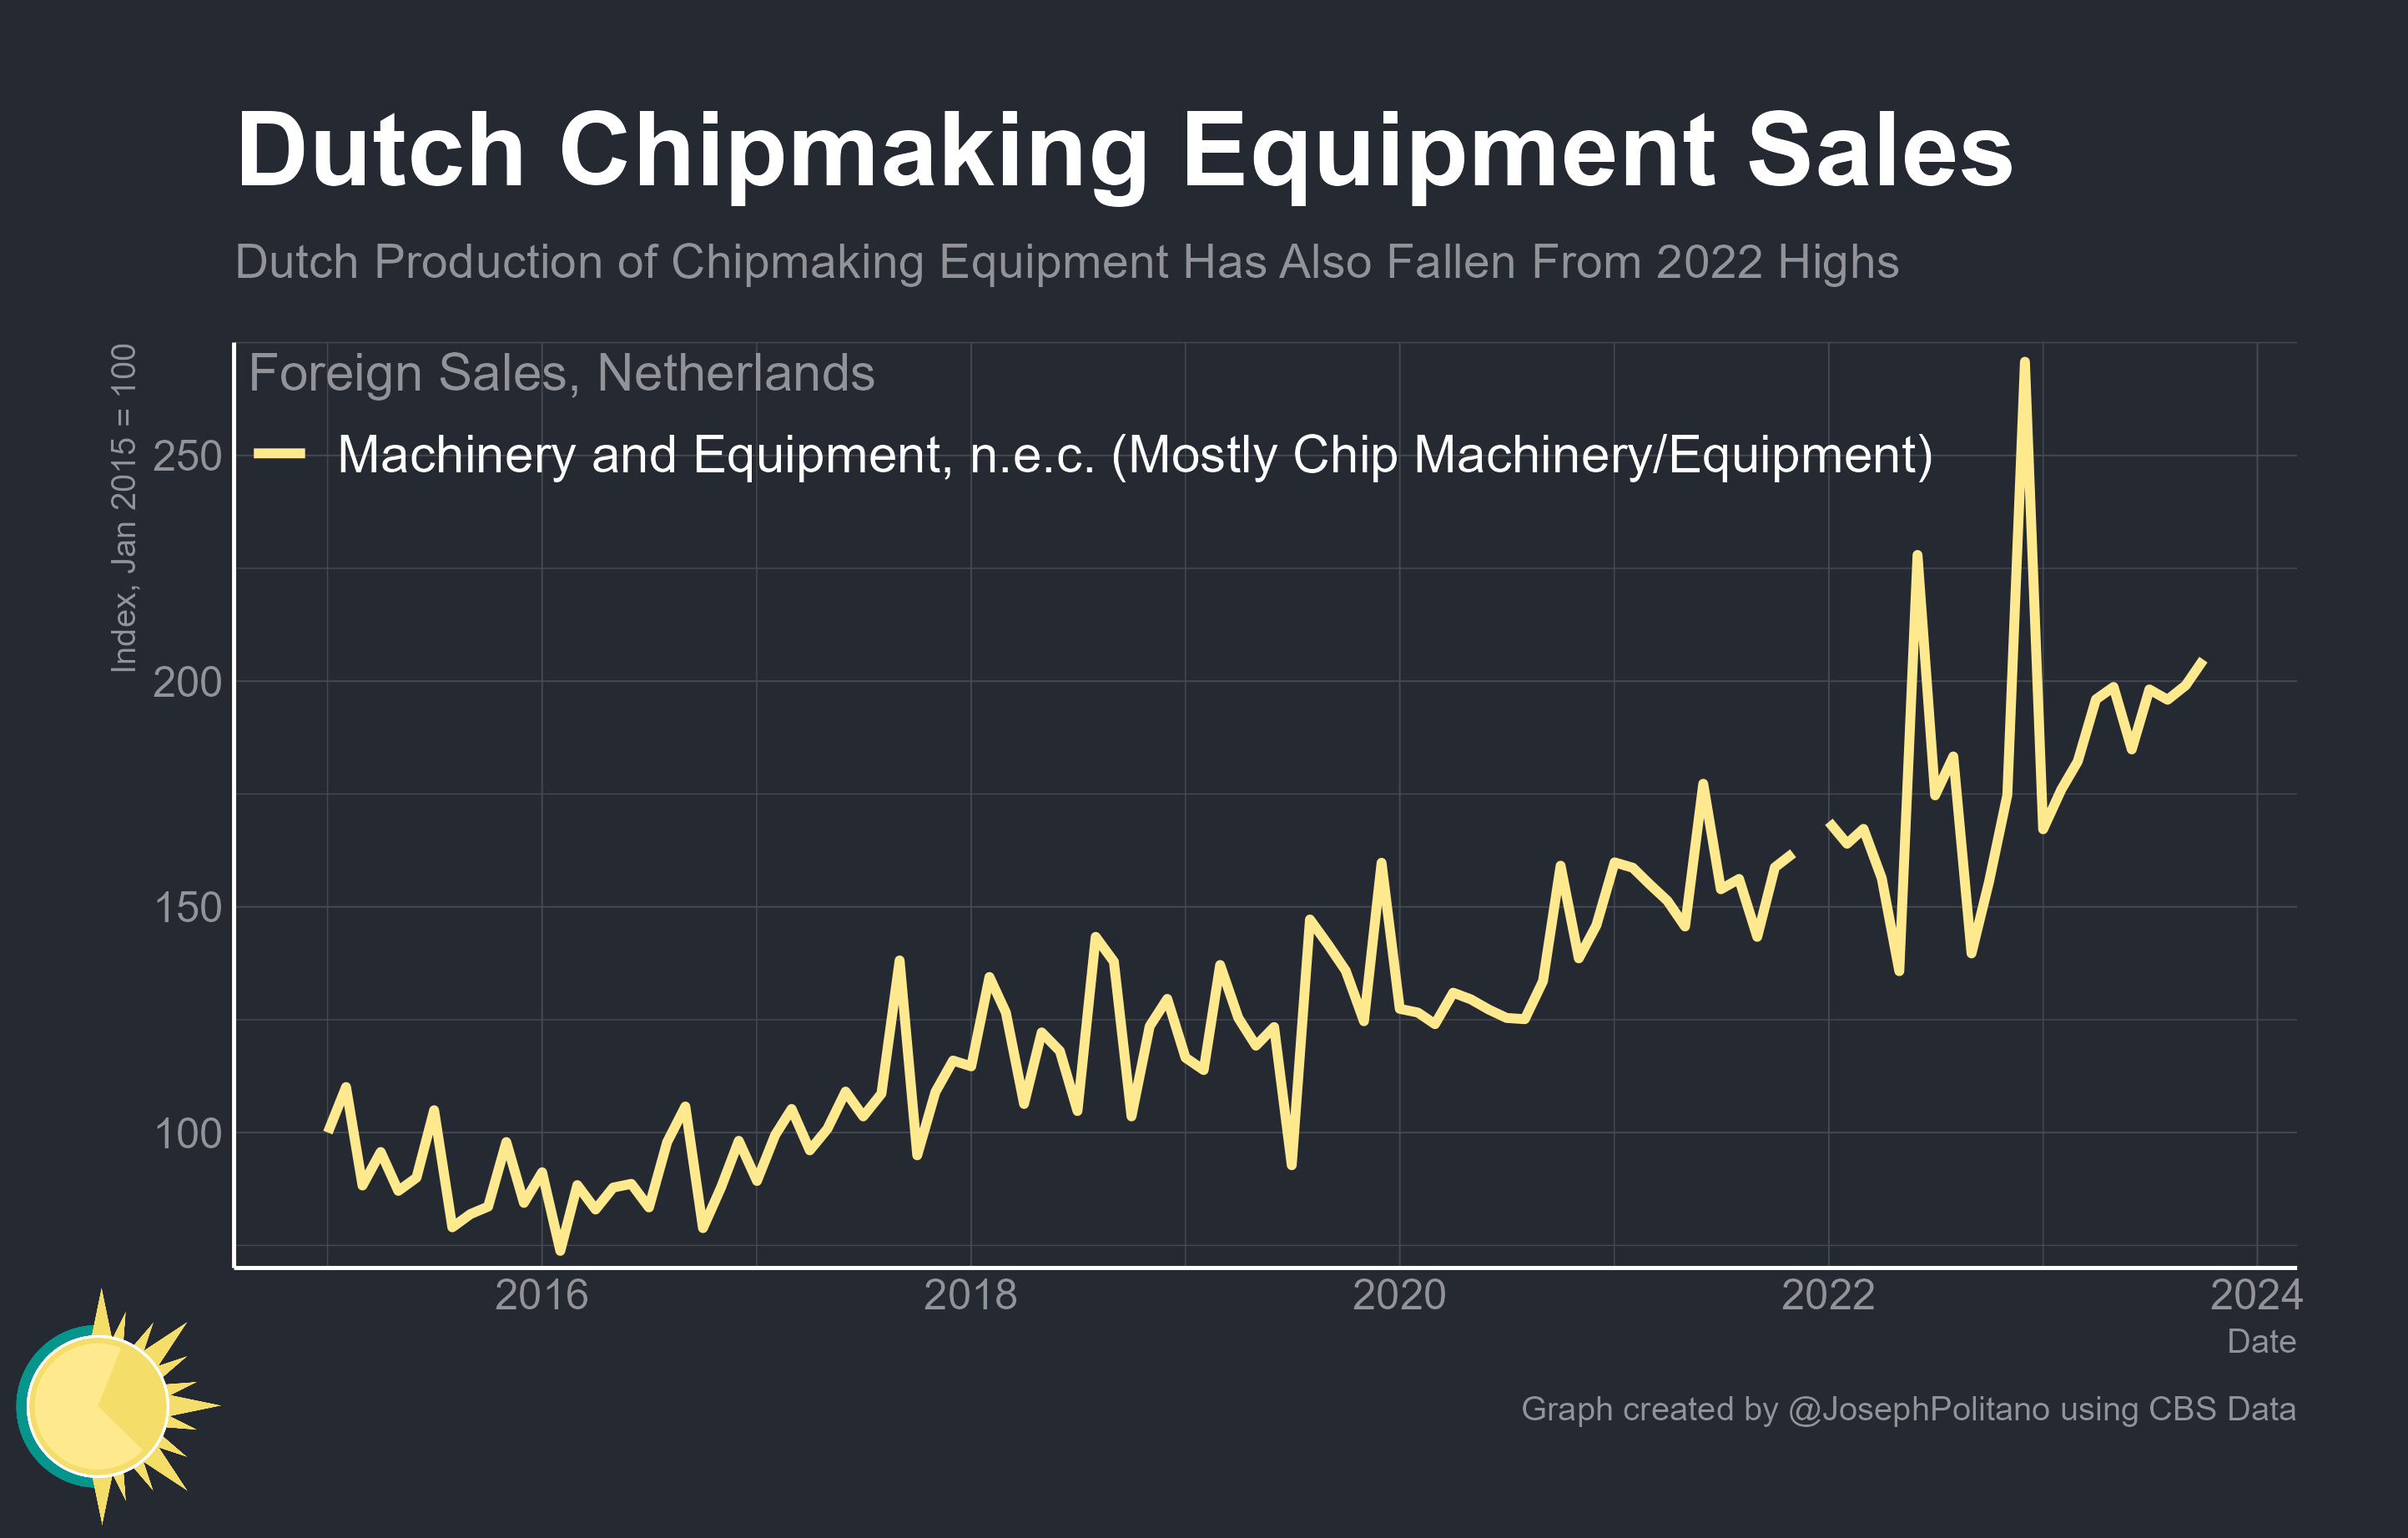 Dutch Chipmaking Equipment Sales
Dutch Production of Chipmaking Equipment Has Also Fallen From 2022 Highs
Index, Jan 2015 = 100
Foreign Sales, Netherlands
Machinery and Equipment, n.e.c. (Mostly Chip Machinery/Equipment)
250
200
150
100
2016 2018 2020 2022 2024
Date
Graph created by @JosephPolitano using CBS Data